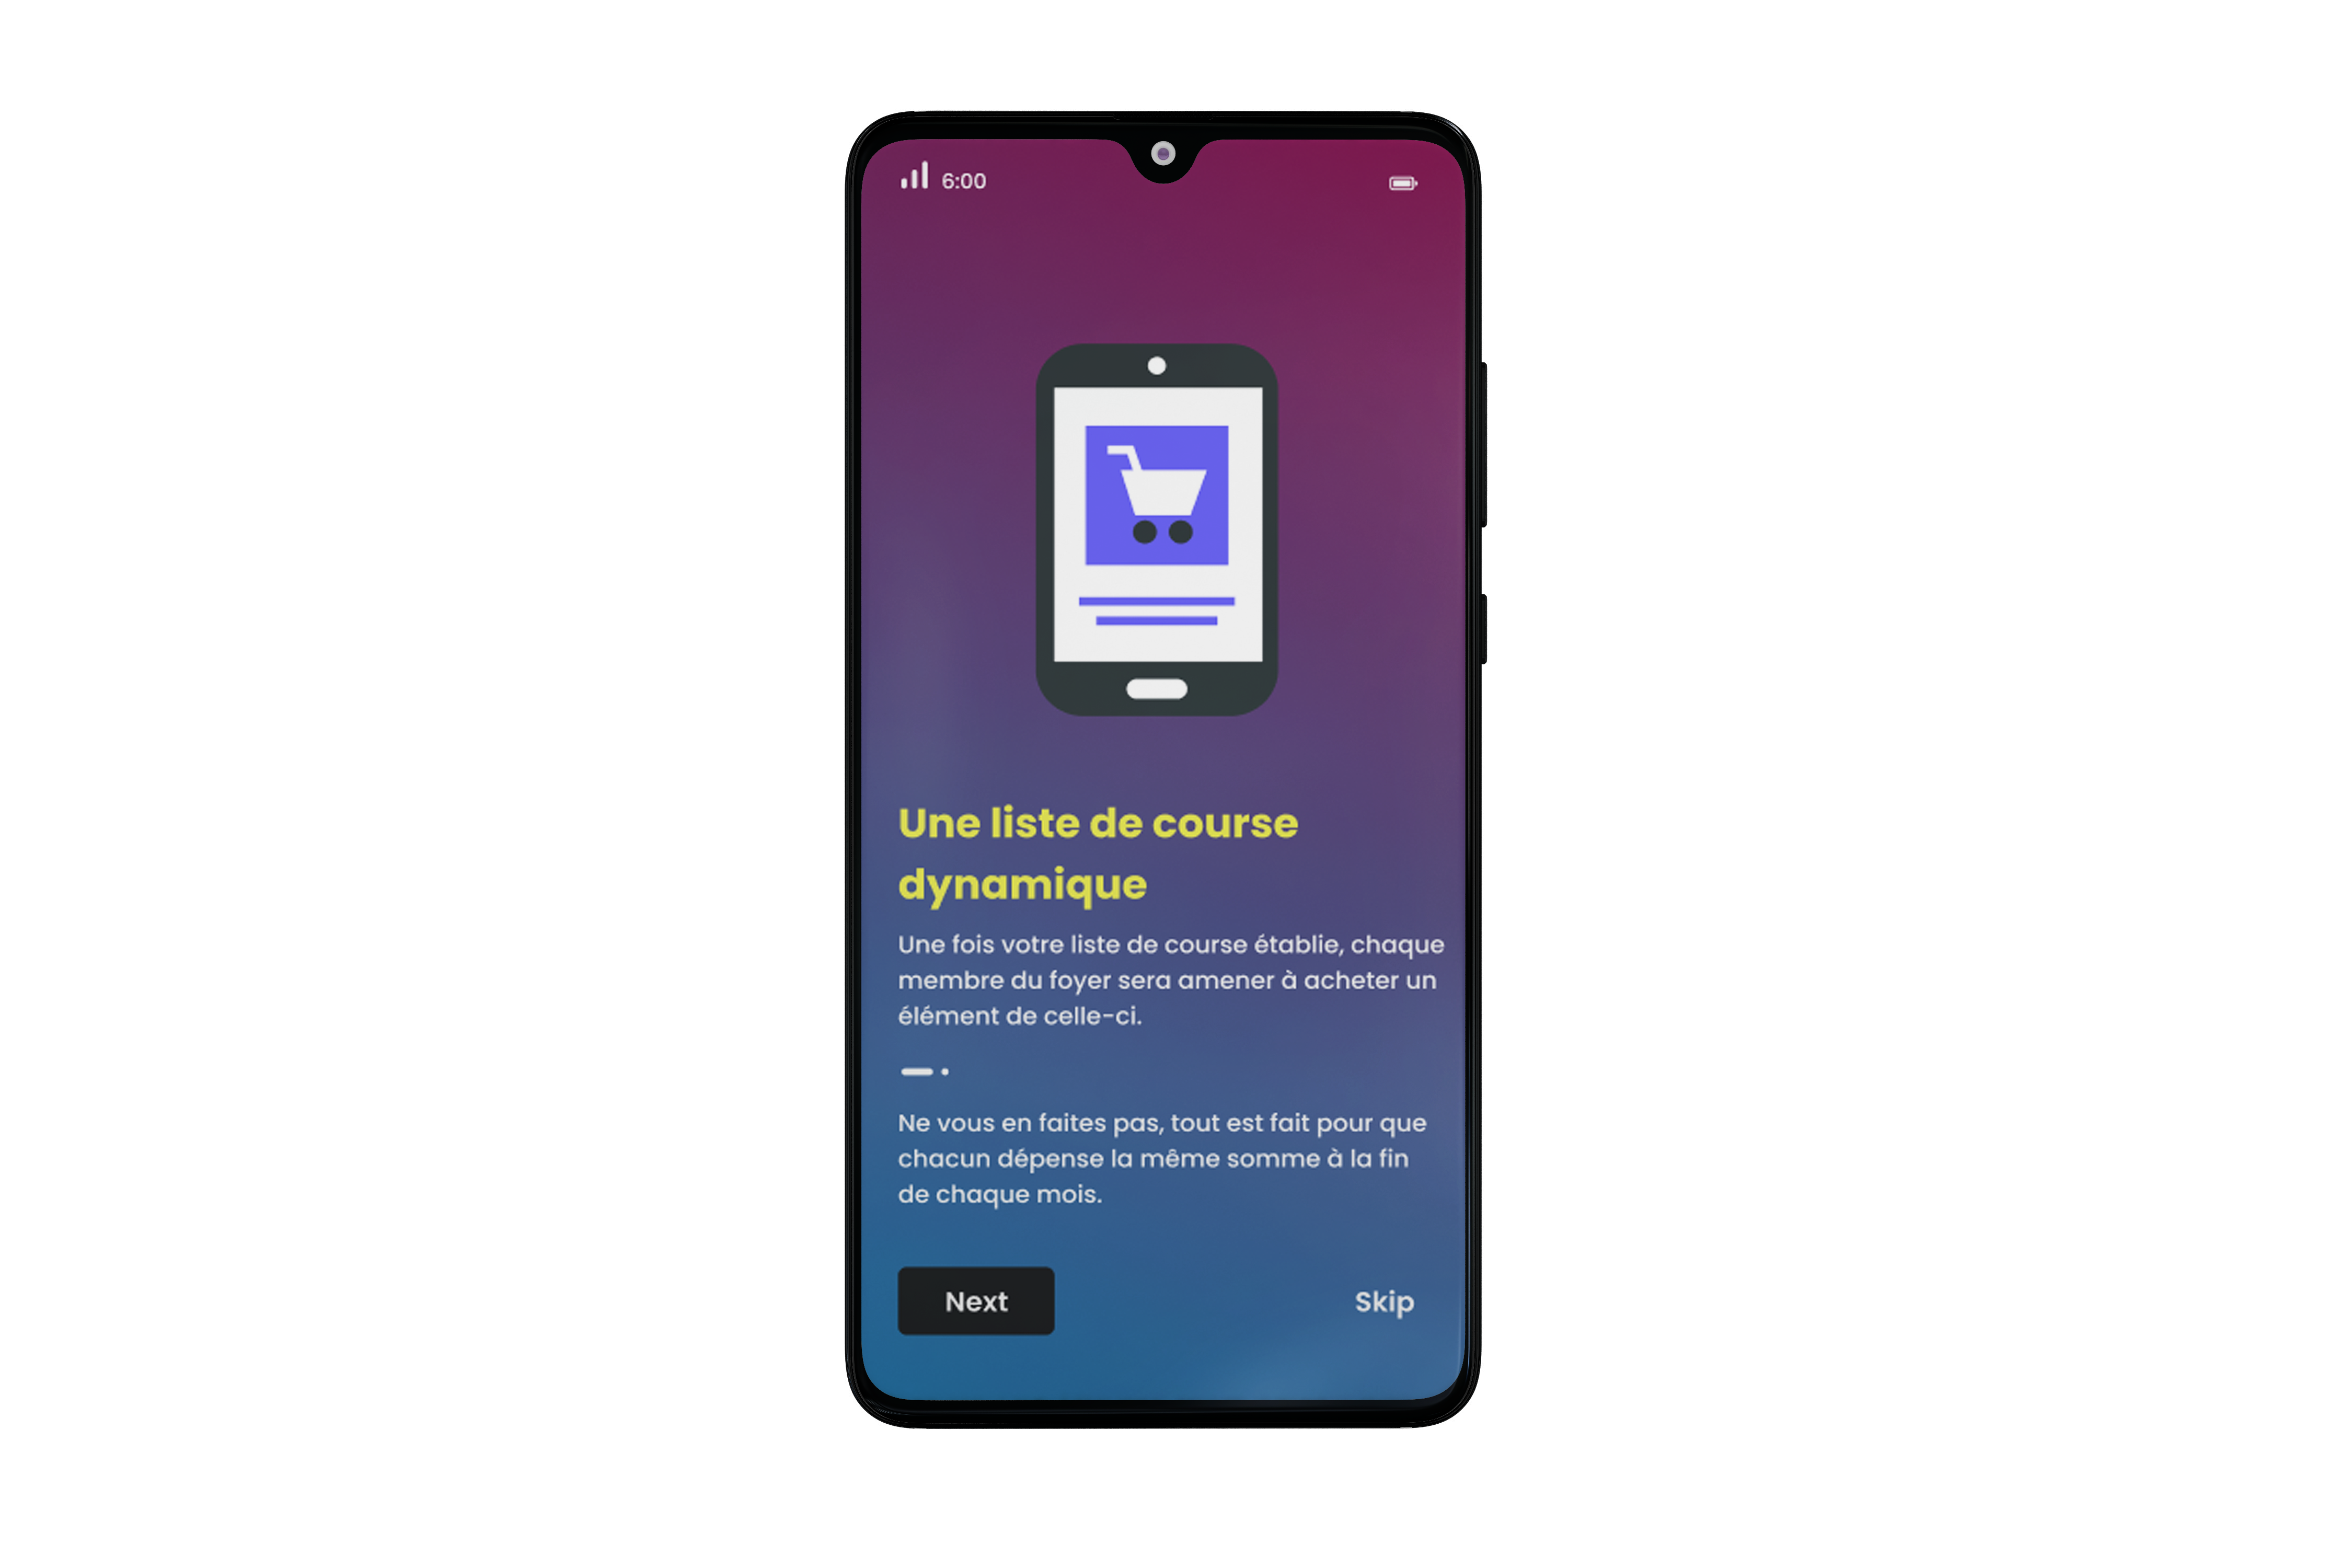 6:00
Une liste de course
dynamique
Une fois votre liste de course établie, chaque
membre du foyer sera amener à acheter un
élément de celle-ci.
Ne vous en faites pas, tout est fait pour que
chacun dépense la même somme à la fin
de chaque mois.
Next
Skip